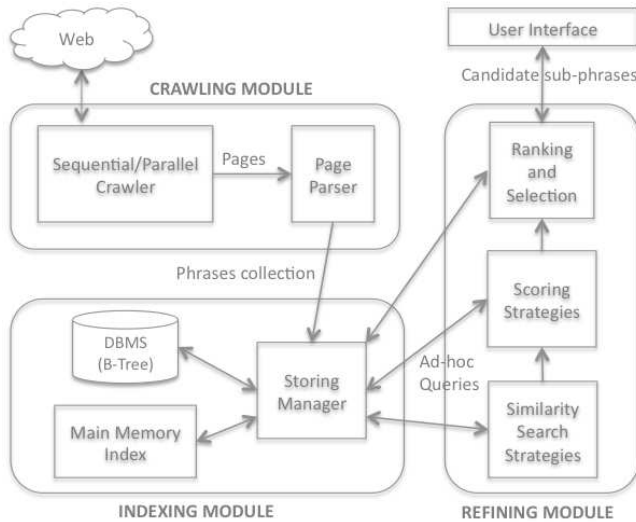 Web
User Interface
Candidate sub-phrases
CRAWLING MODULE
Sequential/Parallel
Crawler
Pages
Page
Parser
Ranking
and
Selection
Phrases collection
Scoring
Strategies
DBMS
(B-Tree)
Storing
Manager
Ad-hoc
Queries
Main Memory
Index
Similarity
Search
Strategies
INDEXING MODULE
REFINING MODULE